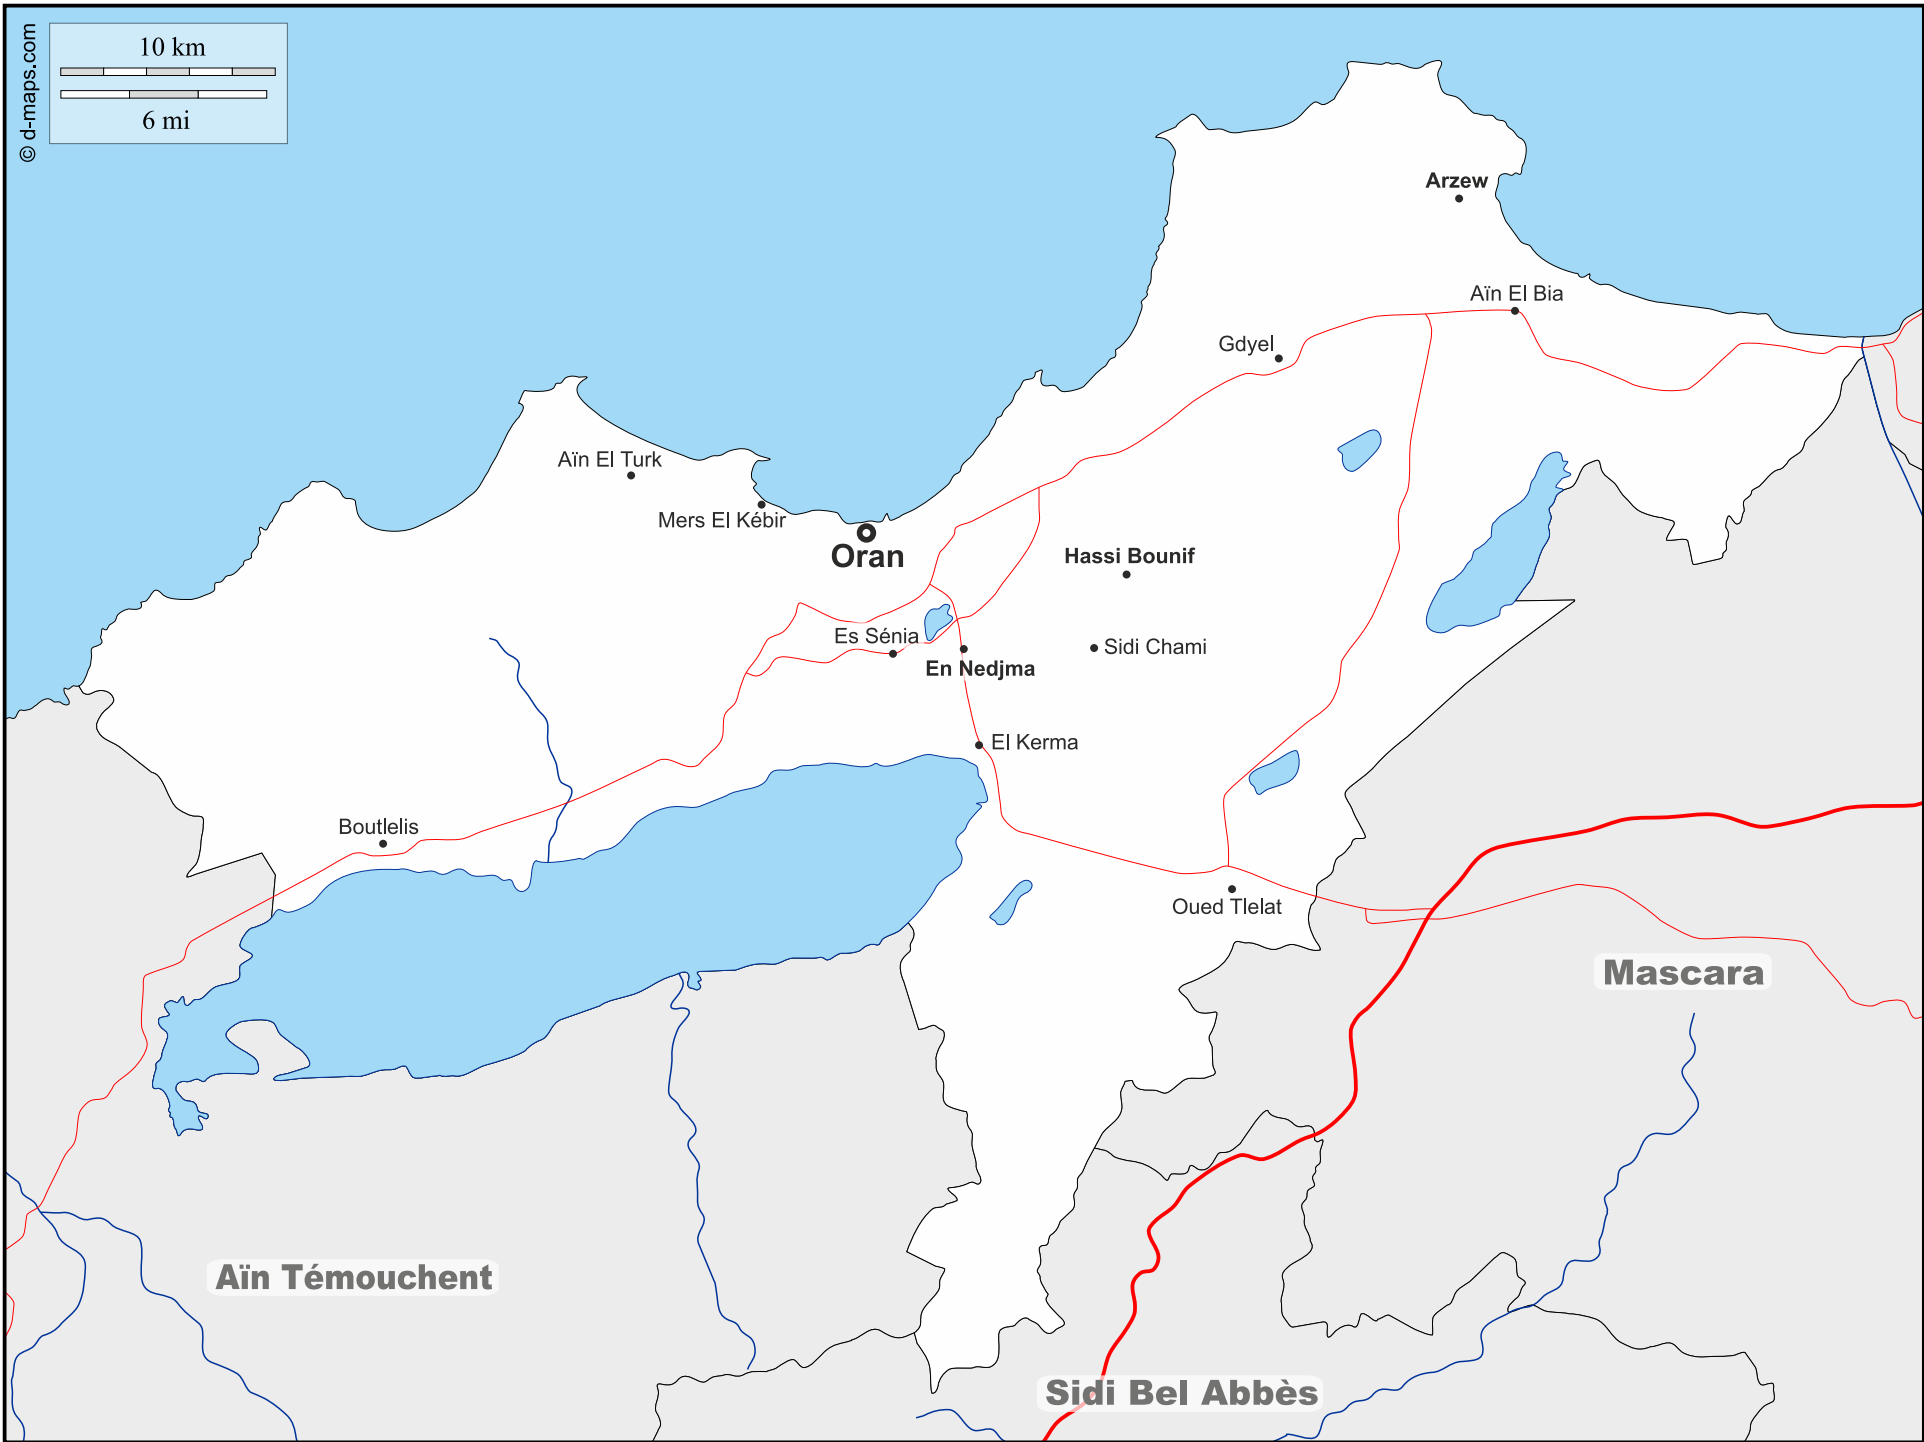 © d-maps.com
10 km
6 mi
Arzew
Aïn El Bia
Gdyel
Aïn El Turk
Mers El Kébir
Oran
Hassi Bounif
Es Sénia
Sidi Chami
En Nedjma
El Kerma
Boutlelis
Oued Tlelat
Mascara
Aïn Témouchent
Sidi Bel Abbès